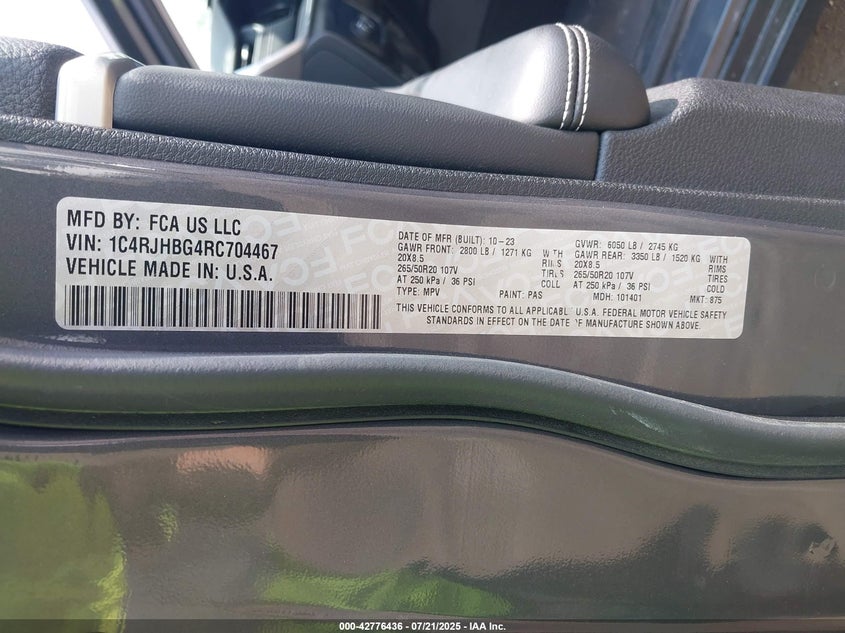 MFD BY: FCA US LLC
VIN: 1C4RJHBG4RC704467
VEHICLE MADE IN: U.S.A.
DATE OF MFR (BUILT): 10-23 GVWR: 6050 LB / 2745 KG
GAWR FRONT: 2800 LB / 1271 KG WITH GAWR REAR: 3350 LB / 1520 KG WITH
20X8.5 RIMS 20X8.5 RIMS
265/50R20 107V TIRES 265/50R20 107V TIRES
AT 250 kPa / 36 PSI COLD AT 250 kPa / 36 PSI COLD
TYPE: MPV PAINT: PAS MDH: 101401 MKT: 875
THIS VEHICLE CONFORMS TO ALL APPLICABL U.S.A. FEDERAL MOTOR VEHICLE SAFETY
STANDARDS IN EFFECT ON THE DATE OF MANUFACTURE SHOWN ABOVE.
000-42776436 - 07/21/2025 - IAA Inc.